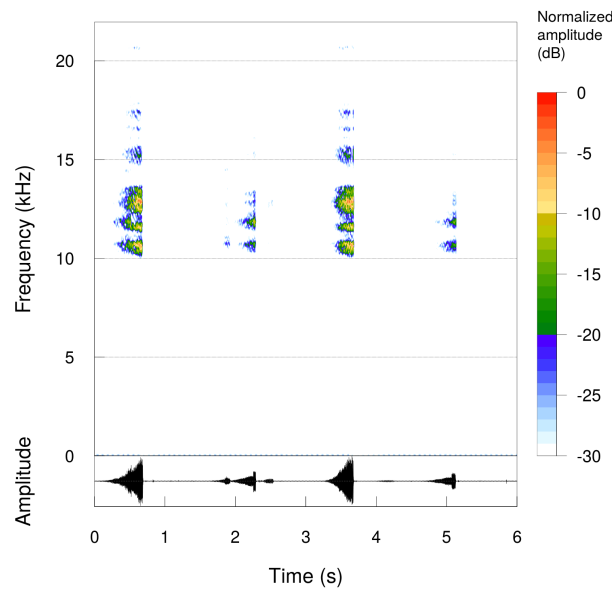 Normalized
amplitude
(dB)
0
-5
-10
-15
-20
-25
-30
Frequency (kHz)
20
15
10
5
0
Amplitude
0 1 2 3 4 5 6
Time (s)